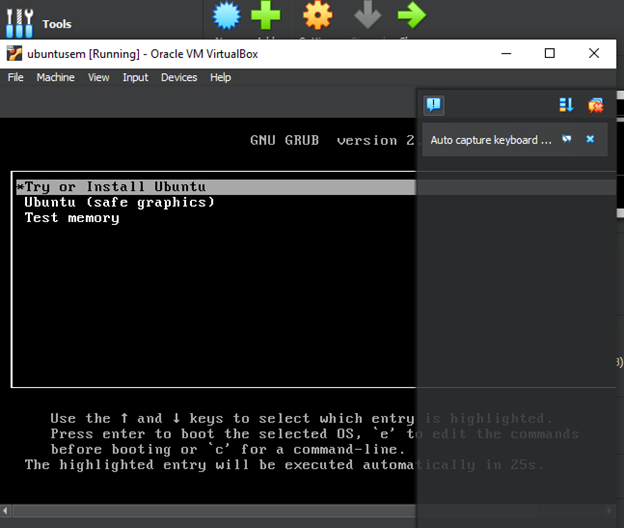 Tools
ubuntusem [Running] - Oracle VM VirtualBox
File Machine View Input Devices Help
GNU GRUB version 2
Auto capture keyboard ...
*Try or Install Ubuntu
Ubuntu (safe graphics)
Test memory
Use the ↑ and ↓ keys to select which entry is highlighted.
Press enter to boot the selected OS, `e' to edit the commands
before booting or `c' for a command-line.
The highlighted entry will be executed automatically in 25s.